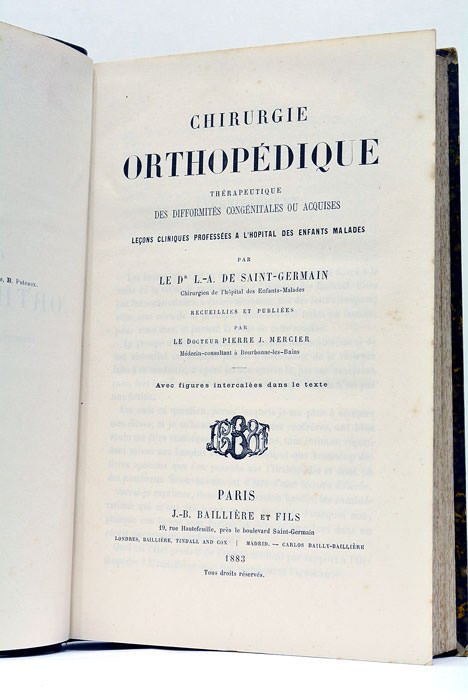 CHIRURGIE
ORTHOPÉDIQUE
THÉRAPEUTIQUE
DES DIFFORMITÉS CONGÉNITALES OU ACQUISES
LEÇONS CLINIQUES PROFESSÉES A L'HOPITAL DES ENFANTS MALADES
PAR
LE Dʳ L.-A. DE SAINT-GERMAIN
Chirurgien de l'hôpital des Enfants-Malades
RECUEILLIES ET PUBLIÉES
PAR
LE DOCTEUR PIERRE J. MERCIER
Médecin-consultant à Bourbonne-les-Bains
Avec figures intercalées dans le texte
PARIS
J.-B. BAILLIÈRE ET FILS
19, rue Hautefeuille, près le boulevard Saint-Germain
LONDRES, BAILLIÈRE, TINDALL AND COX | MADRID. — CARLOS BAILLY-BAILLIÈRE
1883
Tous droits réservés.